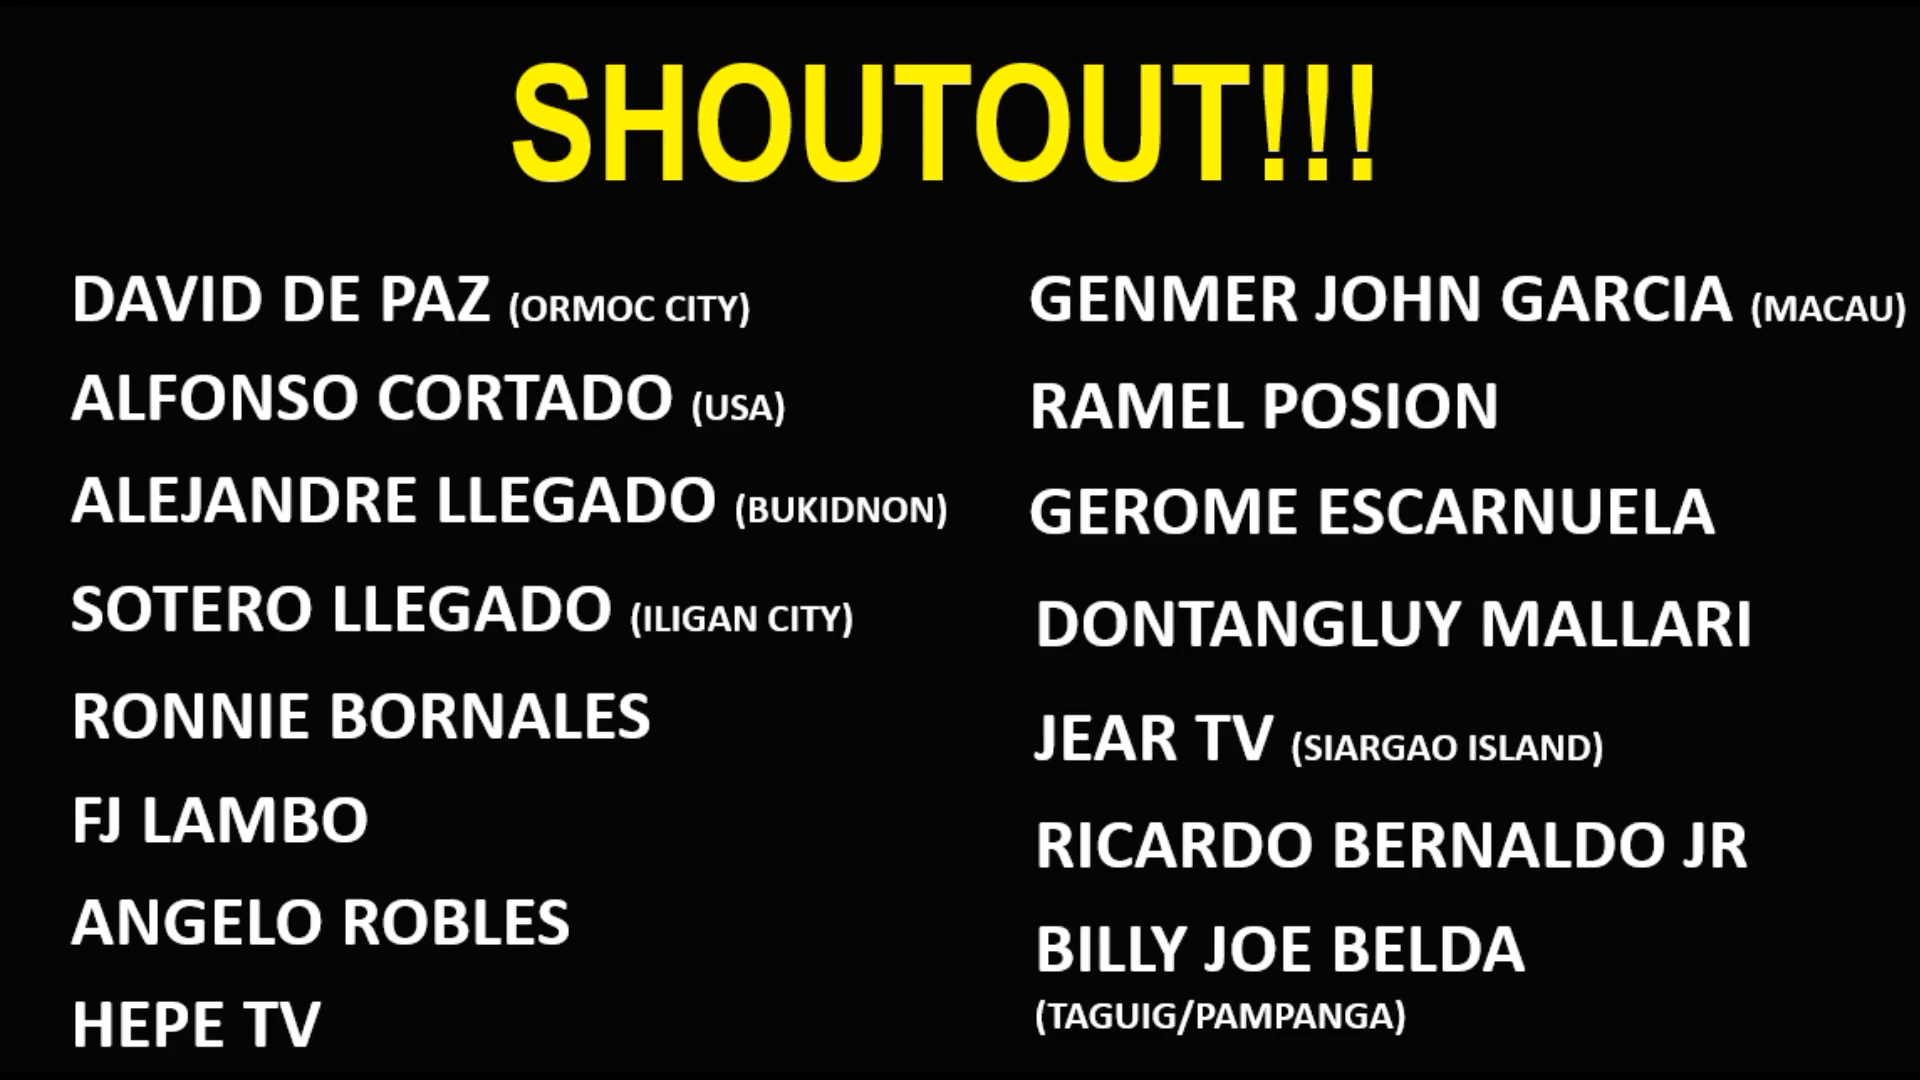 SHOUTOUT!!!
DAVID DE PAZ (ORMOC CITY)
ALFONSO CORTADO (USA)
ALEJANDRE LLEGADO (BUKIDNON)
SOTERO LLEGADO (ILIGAN CITY)
RONNIE BORNALES
FJ LAMBO
ANGELO ROBLES
HEPE TV
GENMER JOHN GARCIA (MACAU)
RAMEL POSION
GEROME ESCARNUELA
DONTANGLUY MALLARI
JEAR TV (SIARGAO ISLAND)
RICARDO BERNALDO JR
BILLY JOE BELDA
(TAGUIG/PAMPANGA)